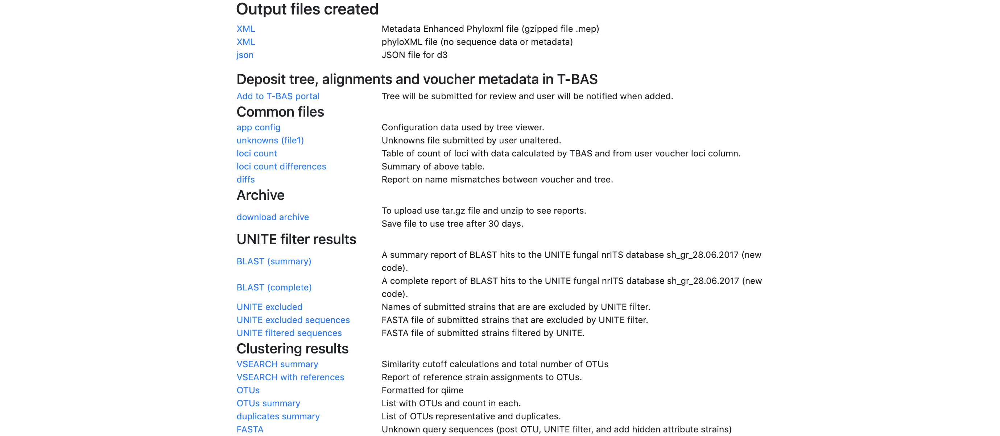 Output files created
XML Metadata Enhanced Phyloxml file (gzipped file .mep)
XML phyloXML file (no sequence data or metadata)
json JSON file for d3
Deposit tree, alignments and voucher metadata in T-BAS
Add to T-BAS portal Tree will be submitted for review and user will be notified when added.
Common files
app config Configuration data used by tree viewer.
unknowns (file1) Unknowns file submitted by user unaltered.
loci count Table of count of loci with data calculated by TBAS and from user voucher loci column.
loci count differences Summary of above table.
diffs Report on name mismatches between voucher and tree.
Archive
download archive To upload use tar.gz file and unzip to see reports.
Save file to use tree after 30 days.
UNITE filter results
BLAST (summary) A summary report of BLAST hits to the UNITE fungal nrITS database sh_gr_28.06.2017 (new
code).
BLAST (complete) A complete report of BLAST hits to the UNITE fungal nrITS database sh_gr_28.06.2017 (new
code).
UNITE excluded Names of submitted strains that are are excluded by UNITE filter.
UNITE excluded sequences FASTA file of submitted strains that are excluded by UNITE filter.
UNITE filtered sequences FASTA file of submitted strains filtered by UNITE.
Clustering results
VSEARCH summary Similarity cutoff calculations and total number of OTUs
VSEARCH with references Report of reference strain assignments to OTUs.
OTUs Formatted for qiime
OTUs summary List with OTUs and count in each.
duplicates summary List of OTUs representative and duplicates.
FASTA Unknown query sequences (post OTU, UNITE filter, and add hidden attribute strains)